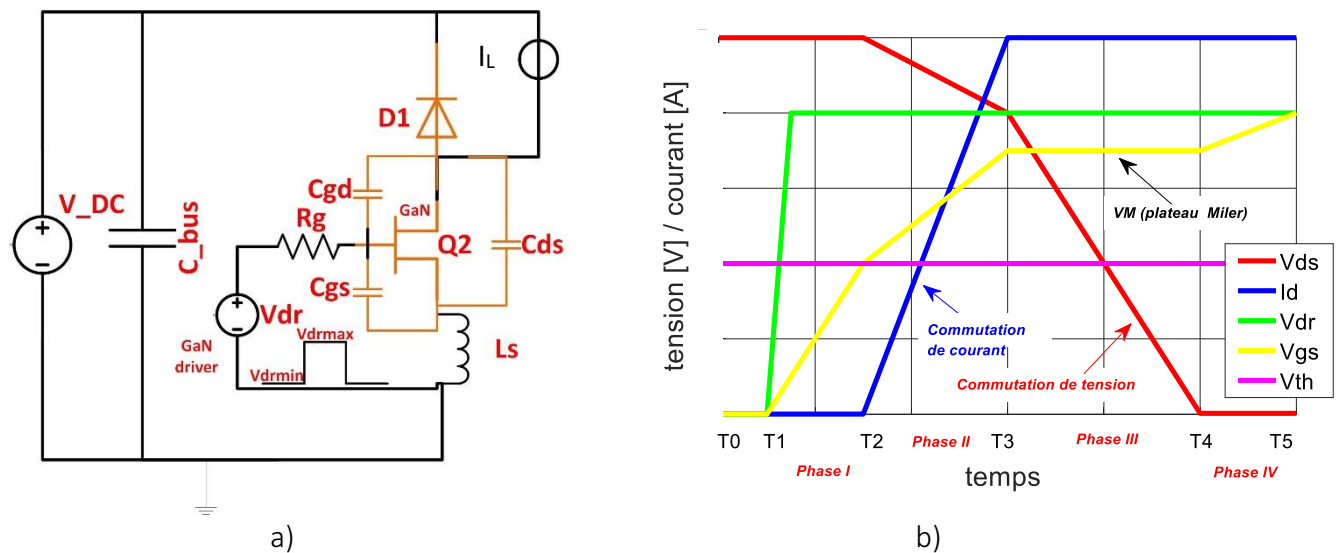 I_L
D1
V_DC
C_bus
Cgd
Rg
GaN
Q2
Cds
Cgs
Vdr
GaN
driver
Vdrmax
Vdrmin
Ls
a)
tension [V] / courant [A]
VM (plateau Miler)
Commutation
de courant
Commutation de tension
Vds
Id
Vdr
Vgs
Vth
T0 T1 T2 T3 T4 T5
Phase I
Phase II
Phase III
Phase IV
temps
b)